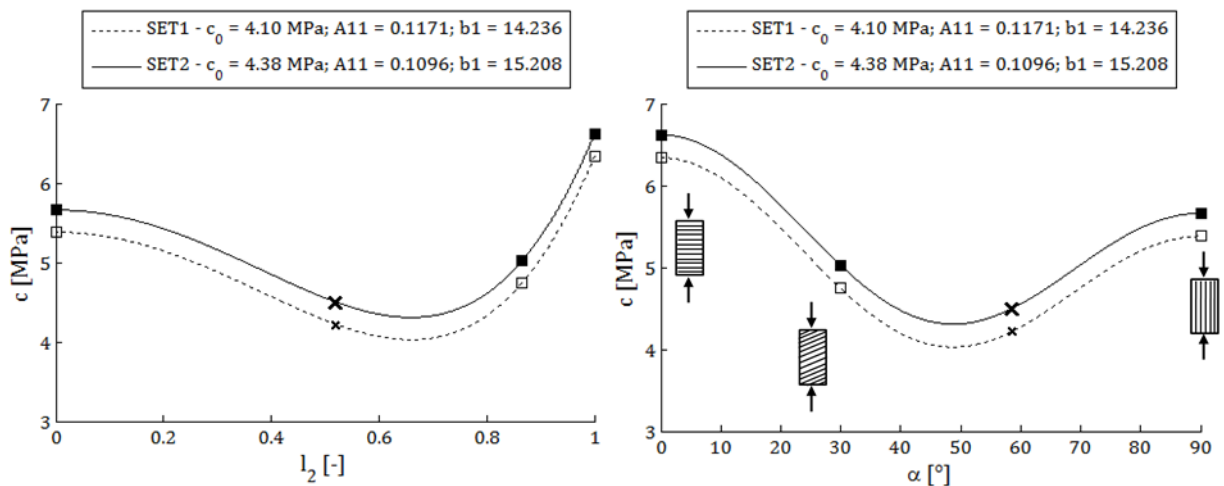 SET1 - c0 = 4.10 MPa; A11 = 0.1171; b1 = 14.236
SET2 - c0 = 4.38 MPa; A11 = 0.1096; b1 = 15.208
7
6
5
4
3
c [MPa]
0 0.2 0.4 0.6 0.8 1
l2 [-]
SET1 - c0 = 4.10 MPa; A11 = 0.1171; b1 = 14.236
SET2 - c0 = 4.38 MPa; A11 = 0.1096; b1 = 15.208
7
6
5
4
3
c [MPa]
0 10 20 30 40 50 60 70 80 90
α [°]